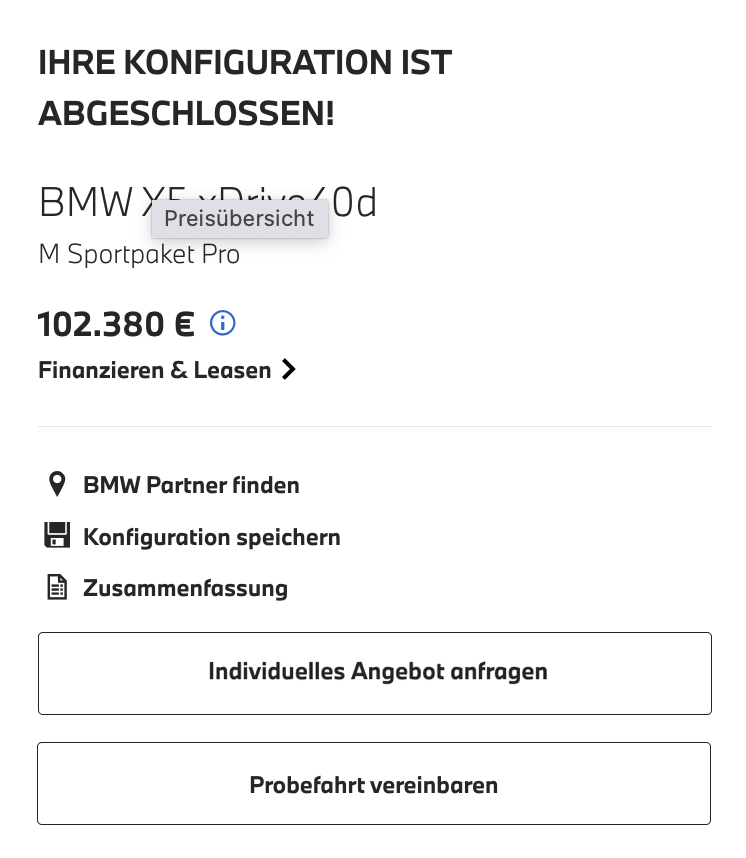 IHRE KONFIGURATION IST
ABGESCHLOSSEN!
BMW X5 xDrive40d
Preisübersicht
M Sportpaket Pro
102.380 €
Finanzieren & Leasen
BMW Partner finden
Konfiguration speichern
Zusammenfassung
Individuelles Angebot anfragen
Probefahrt vereinbaren